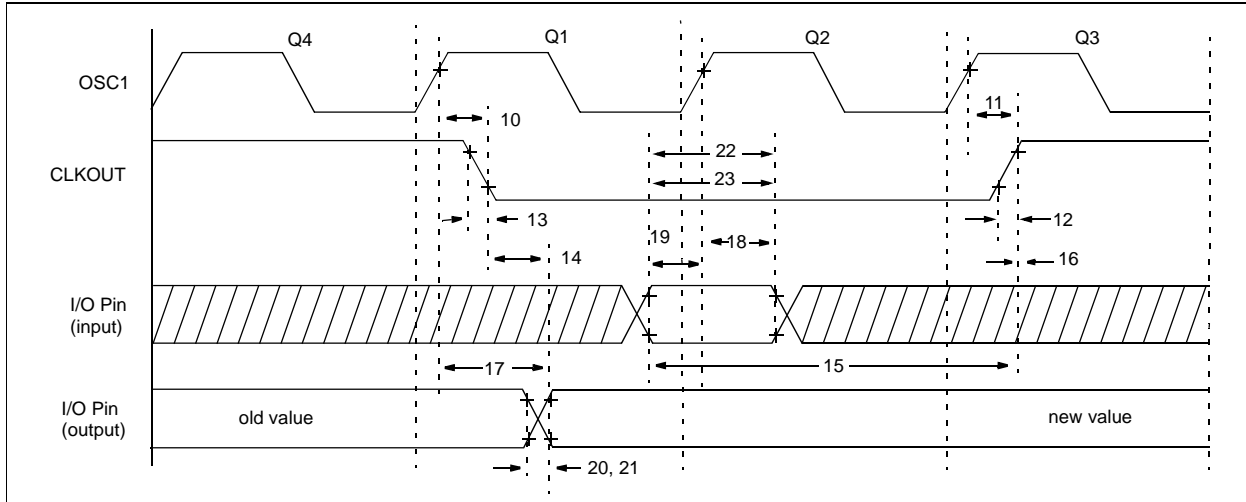 Q4 Q1 Q2 Q3
OSC1
10 11
CLKOUT
22
23
13 12
19 18
14 16
I/O Pin
(input)
17 15
I/O Pin
(output)
old value new value
20, 21